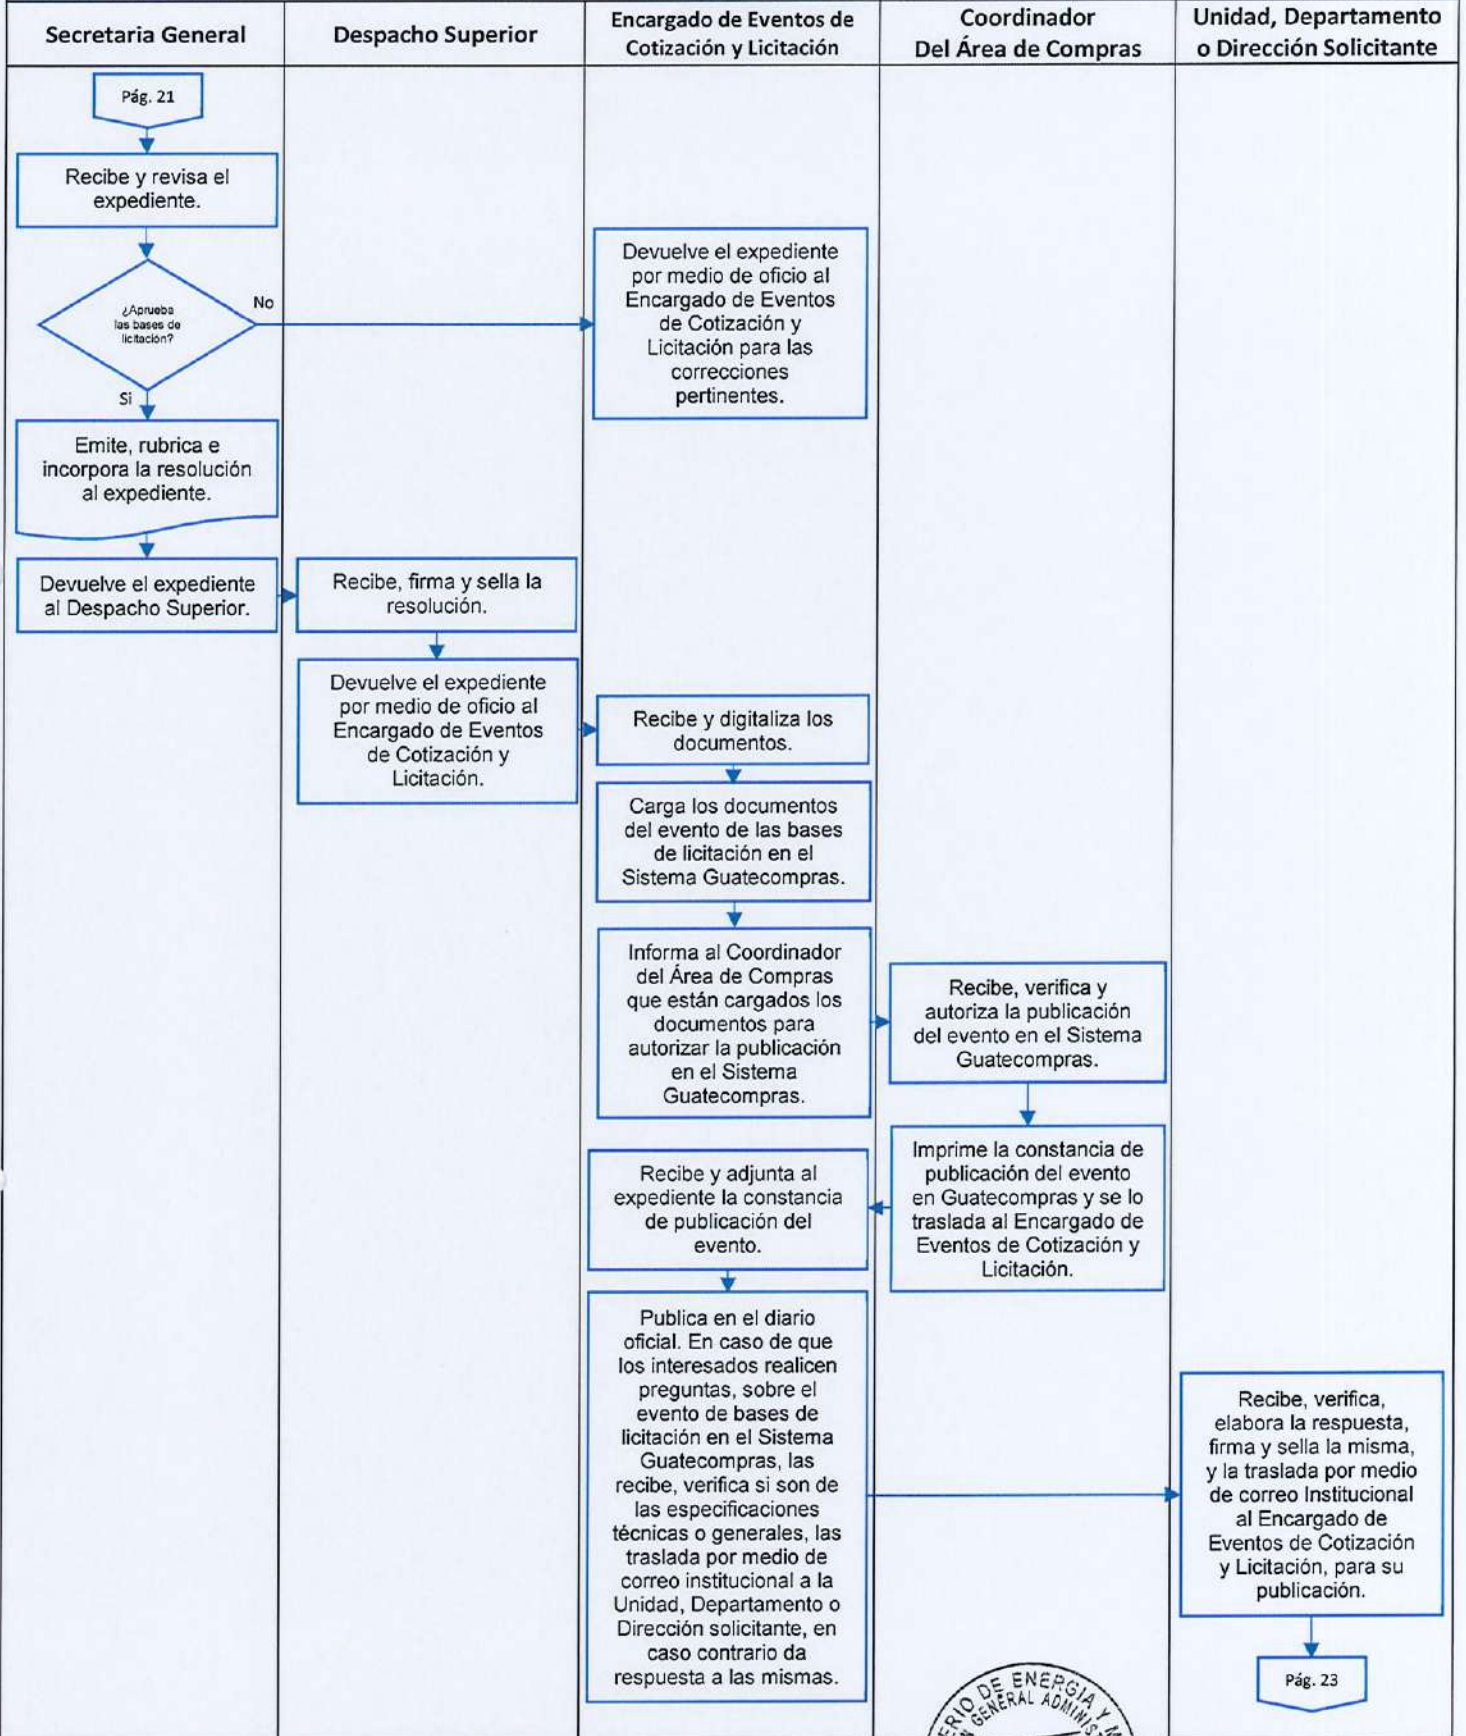 Secretaria General
Despacho Superior
Encargado de Eventos de
Cotización y Licitación
Coordinador
Del Área de Compras
Unidad, Departamento
o Dirección Solicitante
Pág. 21
Recibe y revisa el
expediente.
¿Aprueba
las bases de
licitación?
No
Si
Devuelve el expediente
por medio de oficio al
Encargado de Eventos
de Cotización y
Licitación para las
correcciones
pertinentes.
Emite, rubrica e
incorpora la resolución
al expediente.
Devuelve el expediente
al Despacho Superior.
Recibe, firma y sella la
resolución.
Devuelve el expediente
por medio de oficio al
Encargado de Eventos
de Cotización y
Licitación.
Recibe y digitaliza los
documentos.
Carga los documentos
del evento de las bases
de licitación en el
Sistema Guatecompras.
Informa al Coordinador
del Área de Compras
que están cargados los
documentos para
autorizar la publicación
en el Sistema
Guatecompras.
Recibe, verifica y
autoriza la publicación
del evento en el Sistema
Guatecompras.
Imprime la constancia de
publicación del evento
en Guatecompras y se lo
traslada al Encargado de
Eventos de Cotización y
Licitación.
Recibe y adjunta al
expediente la constancia
de publicación del
evento.
Publica en el diario
oficial. En caso de que
los interesados realicen
preguntas, sobre el
evento de bases de
licitación en el Sistema
Guatecompras, las
recibe, verifica si son de
las especificaciones
técnicas o generales, las
traslada por medio de
correo institucional a la
Unidad, Departamento o
Dirección solicitante, en
caso contrario da
respuesta a las mismas.
Recibe, verifica,
elabora la respuesta,
firma y sella la misma,
y la traslada por medio
de correo Institucional
al Encargado de
Eventos de Cotización
y Licitación, para su
publicación.
Pág. 23
DE ENERGIA Y
GENERAL